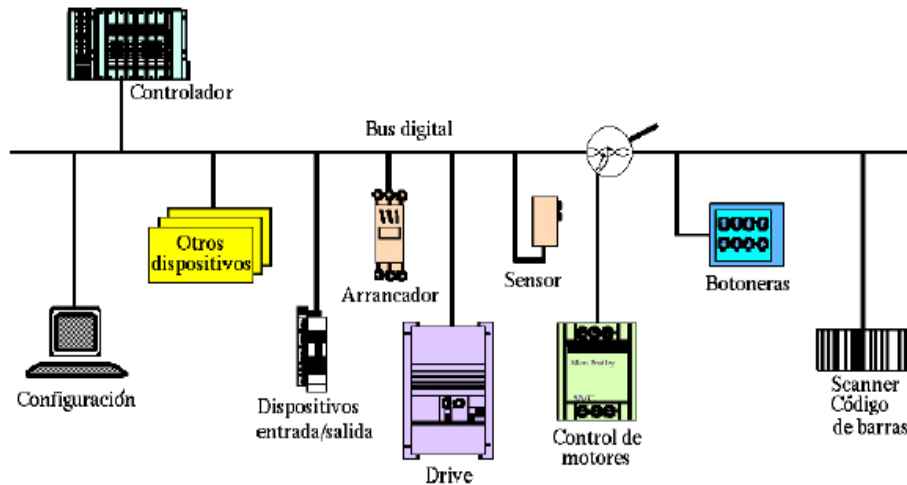 Controlador
Bus digital
Otros
dispositivos
Arrancador
Sensor
Botoneras
Configuración
Dispositivos
entrada/salida
Drive
Control de
motores
Scanner
Código
de barras